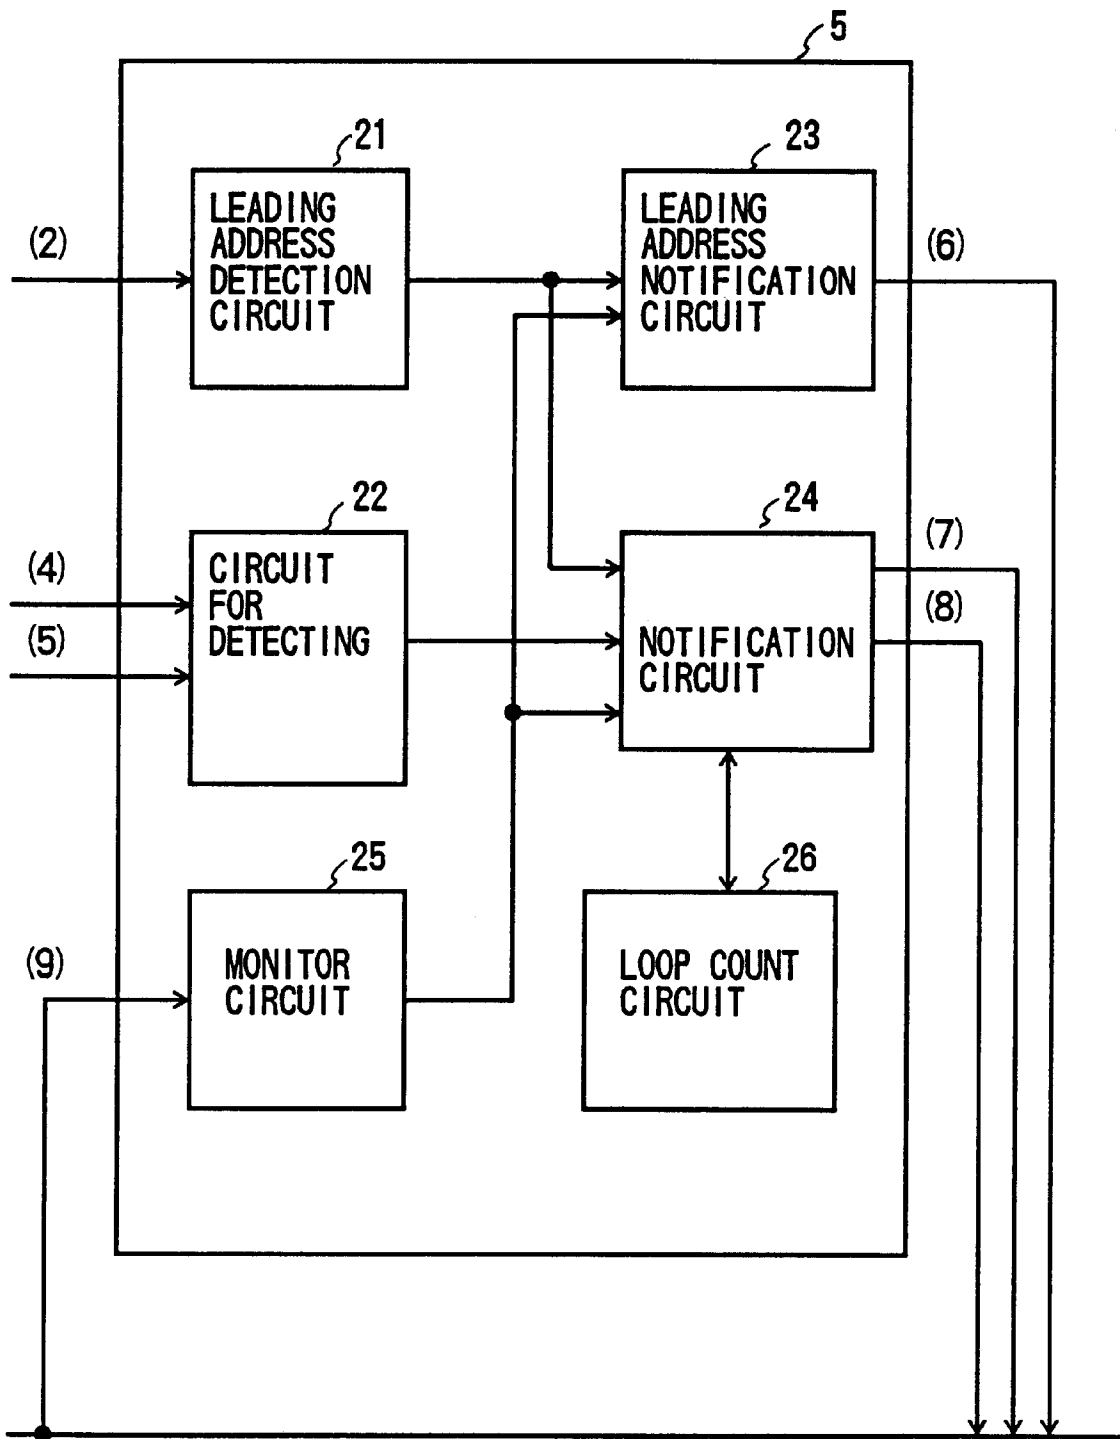 5
21
LEADING
ADDRESS
DETECTION
CIRCUIT
23
LEADING
ADDRESS
NOTIFICATION
CIRCUIT
(2)
(6)
22
CIRCUIT
FOR
DETECTING
24
NOTIFICATION
CIRCUIT
(4)
(5)
(7)
(8)
25
MONITOR
CIRCUIT
26
LOOP COUNT
CIRCUIT
(9)